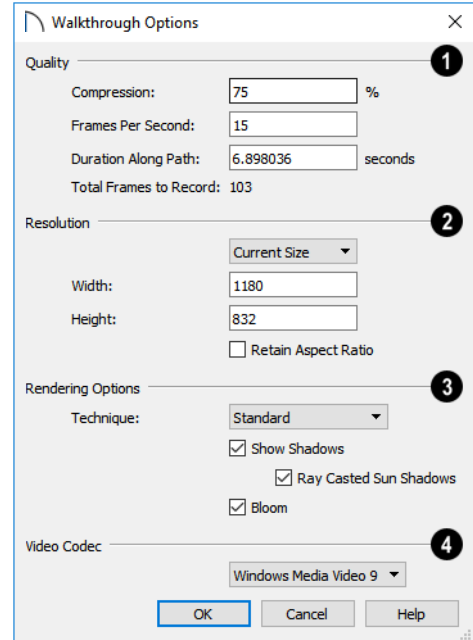 Walkthrough Options
Quality 1
Compression: 75 %
Frames Per Second: 15
Duration Along Path: 6.898036 seconds
Total Frames to Record: 103
Resolution 2
Current Size
Width: 1180
Height: 832
Retain Aspect Ratio
Rendering Options 3
Technique: Standard
Show Shadows
Ray Casted Sun Shadows
Bloom
Video Codec 4
Windows Media Video 9
OK Cancel Help